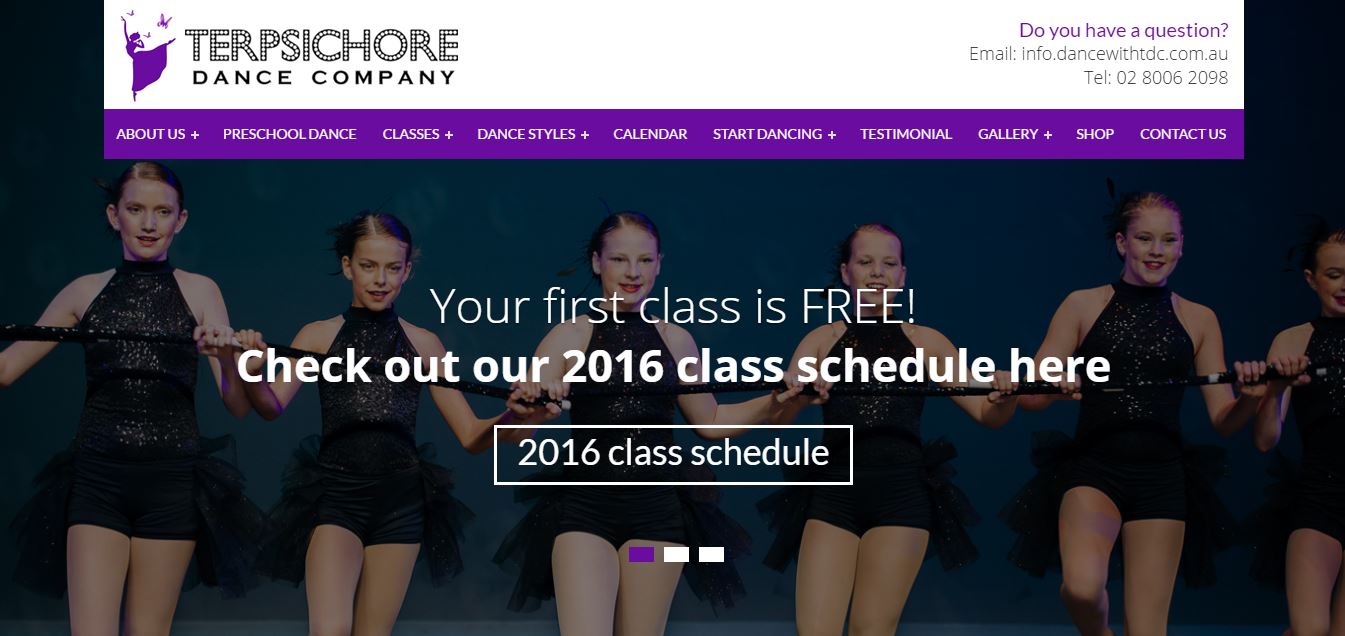 TERPSICHORE
DANCE COMPANY
Do you have a question?
Email: info.dancewithtdc.com.au
Tel: 02 8006 2098
ABOUT US + PRESCHOOL DANCE CLASSES + DANCE STYLES + CALENDAR START DANCING + TESTIMONIAL GALLERY + SHOP CONTACT US
Your first class is FREE!
Check out our 2016 class schedule here
2016 class schedule